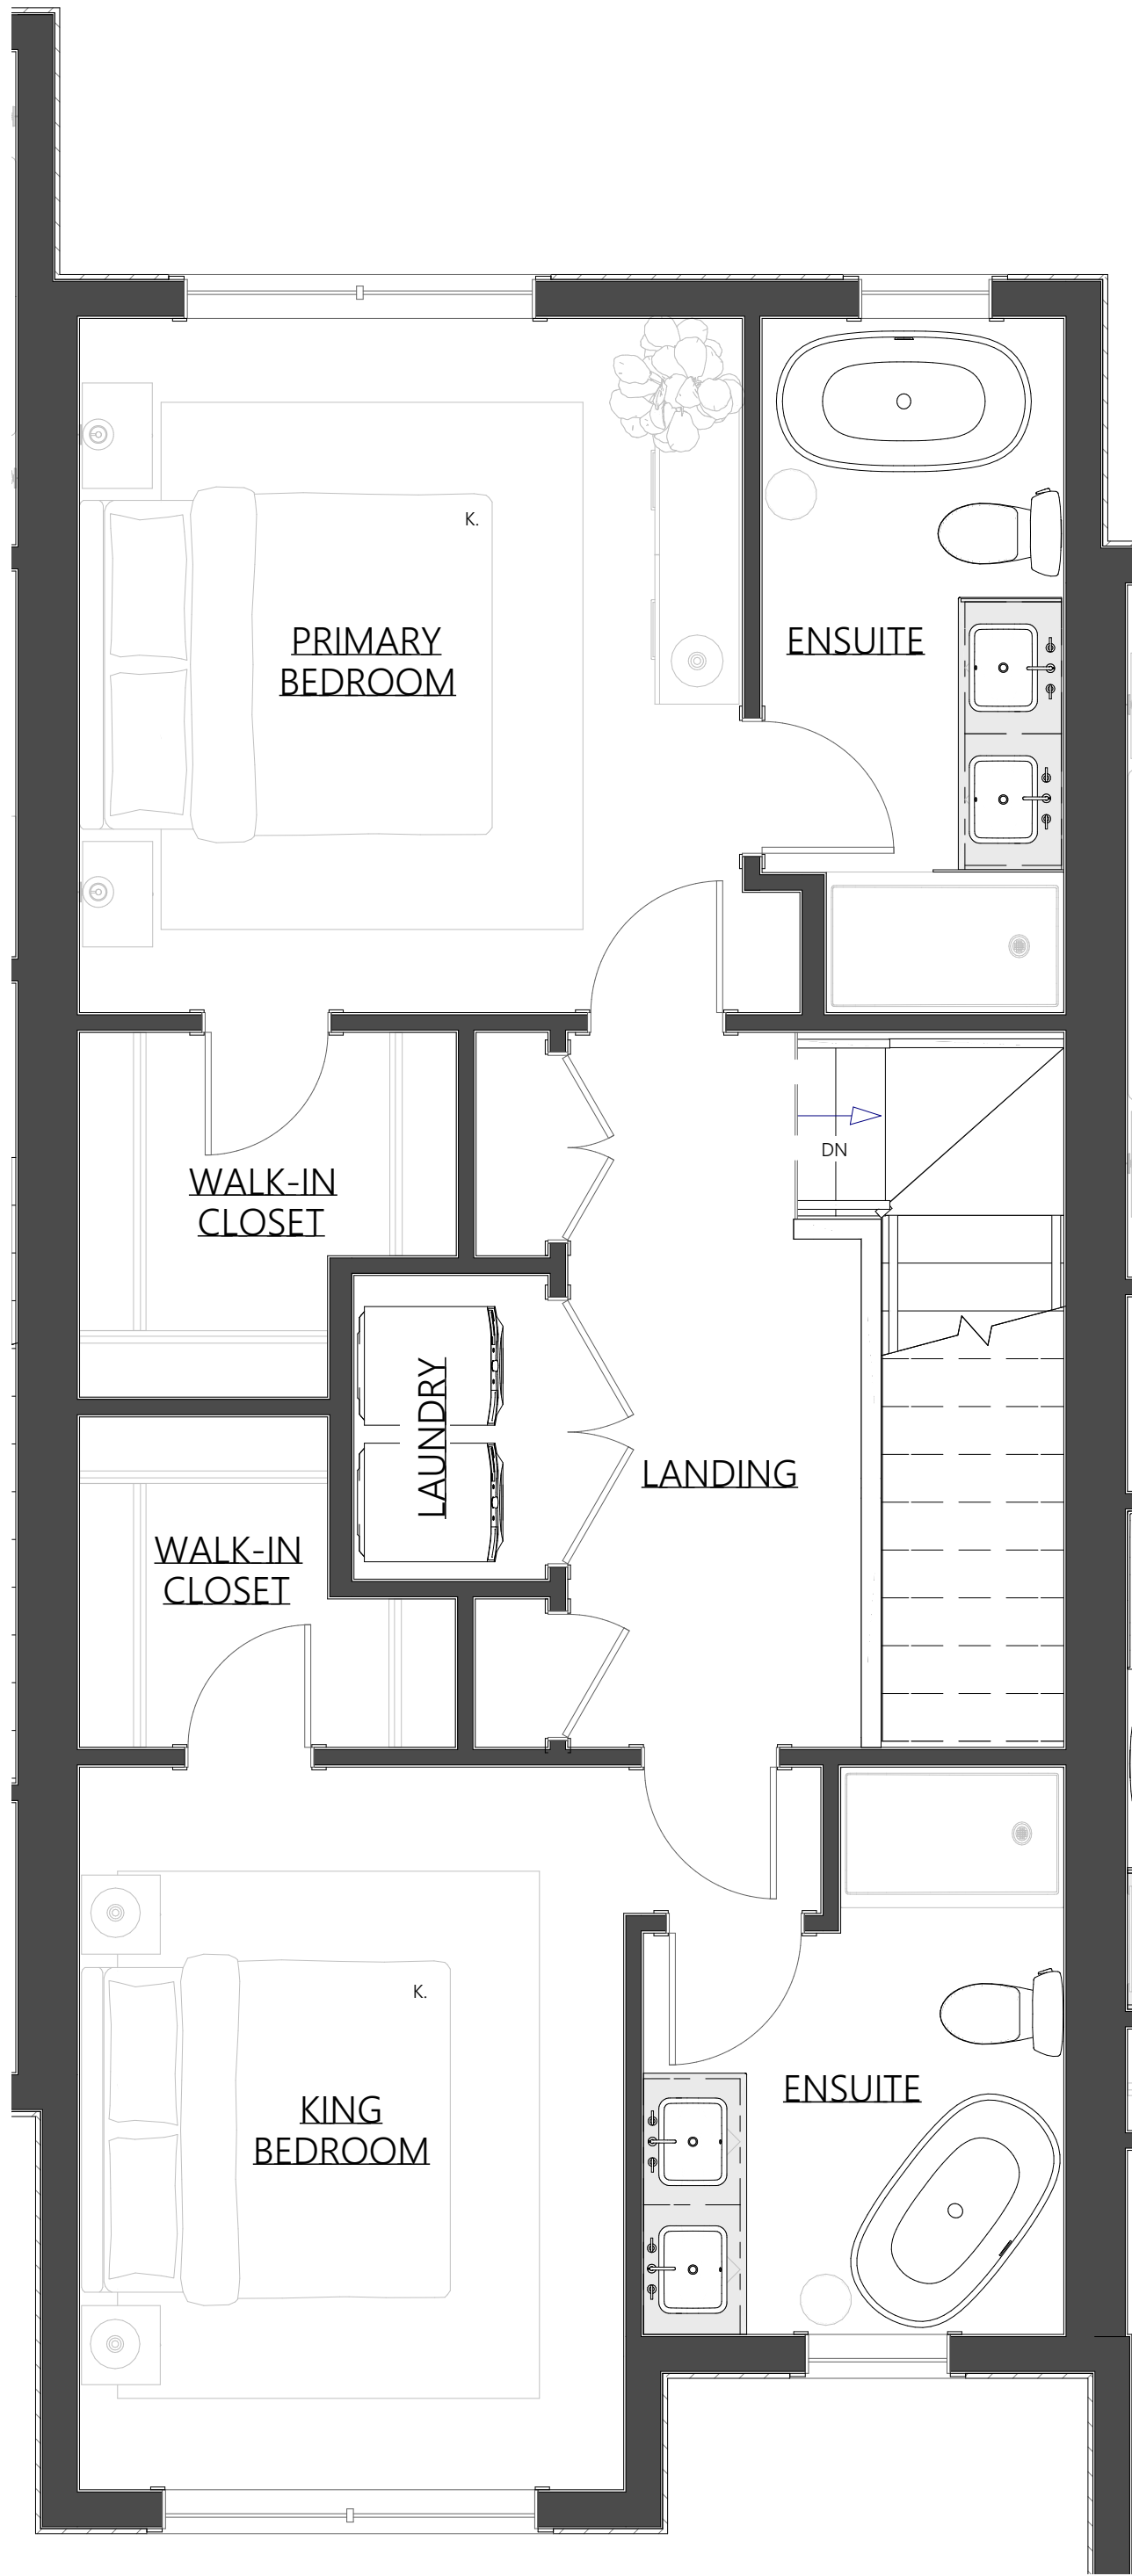 K.
PRIMARY
BEDROOM
ENSUITE
DN
WALK-IN
CLOSET
LAUNDRY
LANDING
WALK-IN
CLOSET
K.
ENSUITE
KING
BEDROOM